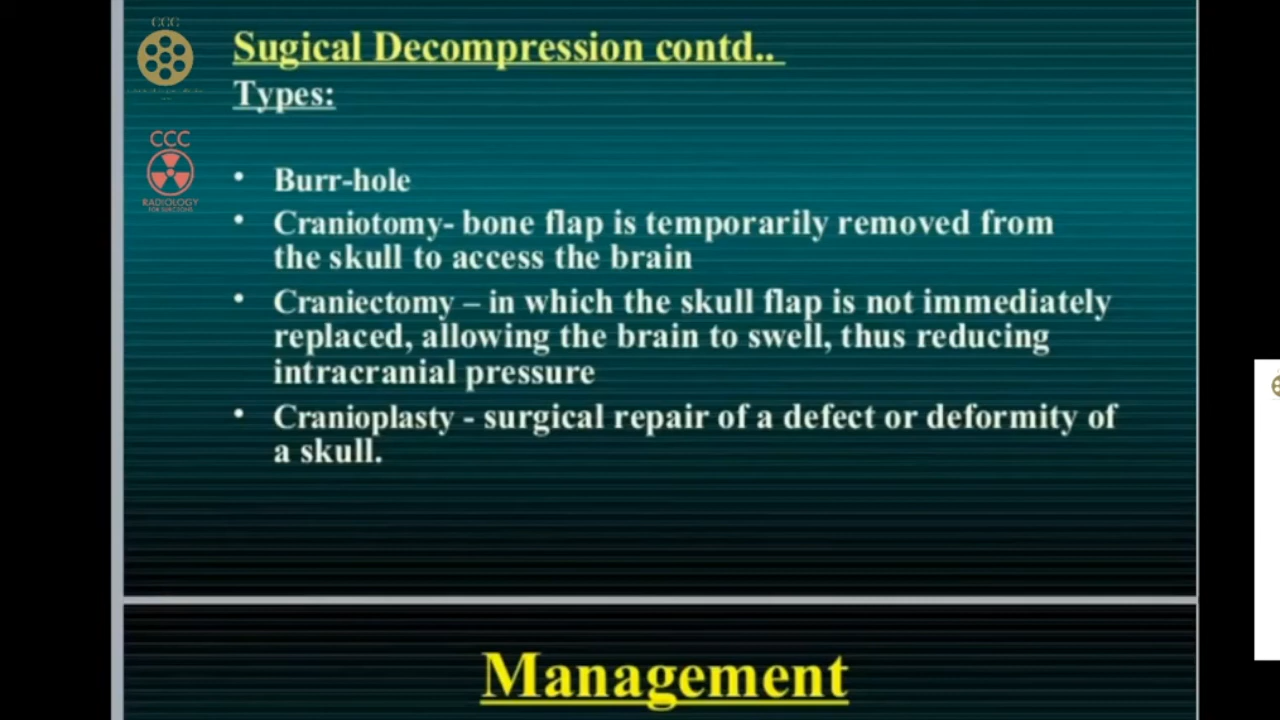 CCC
Sugical Decompression contd..
Types:
CCC
RADIOLOGY
• Burr-hole
• Craniotomy- bone flap is temporarily removed from
the skull to access the brain
• Craniectomy – in which the skull flap is not immediately
replaced, allowing the brain to swell, thus reducing
intracranial pressure
• Cranioplasty - surgical repair of a defect or deformity of
a skull.
Management